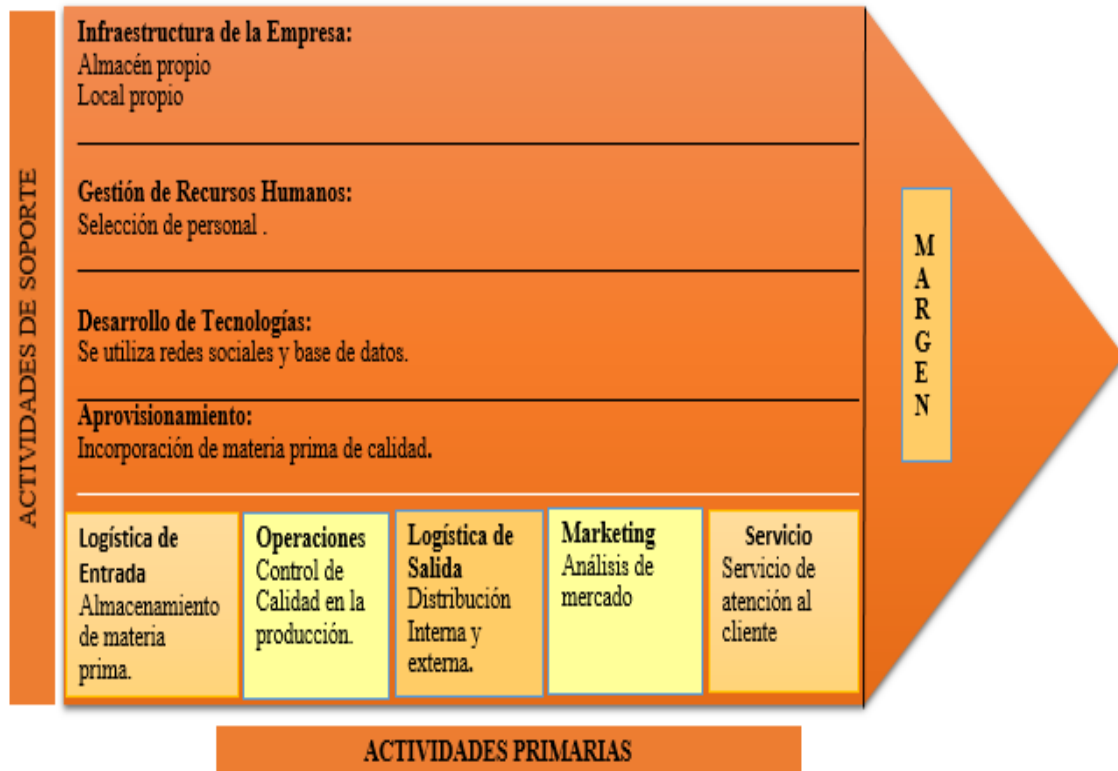 ACTIVIDADES DE SOPORTE
Infraestructura de la Empresa:
Almacén propio
Local propio
Gestión de Recursos Humanos:
Selección de personal .
Desarrollo de Tecnologías:
Se utiliza redes sociales y base de datos.
Aprovisionamiento:
Incorporación de materia prima de calidad.
Logística de
Entrada
Almacenamiento
de materia
prima.
Operaciones
Control de
Calidad en la
producción.
Logística de
Salida
Distribución
Interna y
externa.
Marketing
Análisis de
mercado
Servicio
Servicio de
atención al
cliente
M
A
R
G
E
N
ACTIVIDADES PRIMARIAS